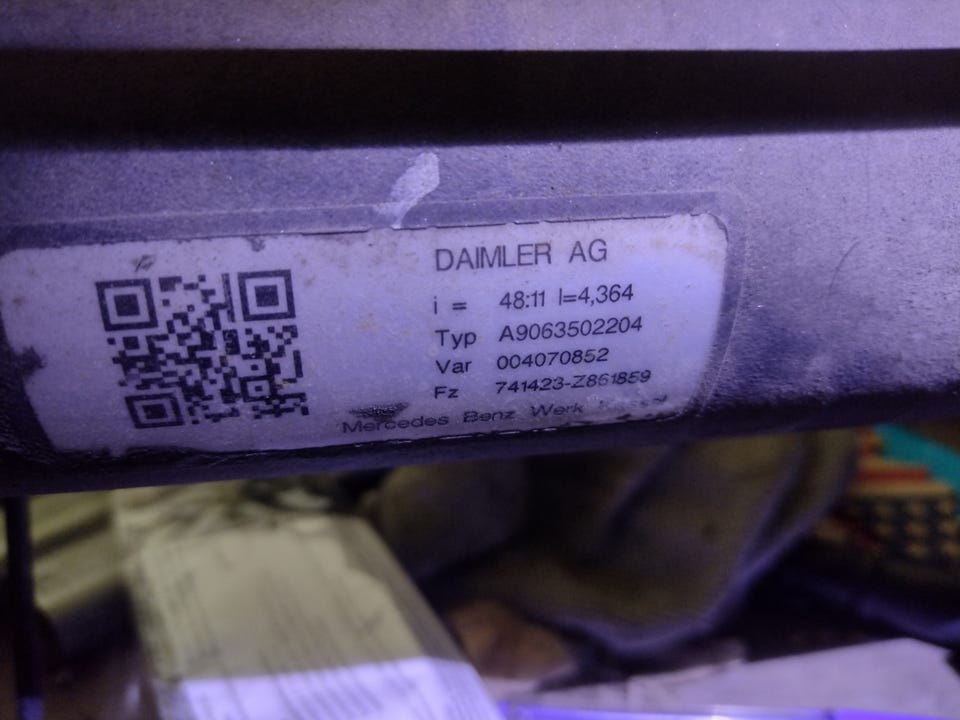 DAIMLER AG
i = 48:11 I=4,364
Typ A9063502204
Var 004070852
Fz 741423-Z861859
Mercedes Benz Werk